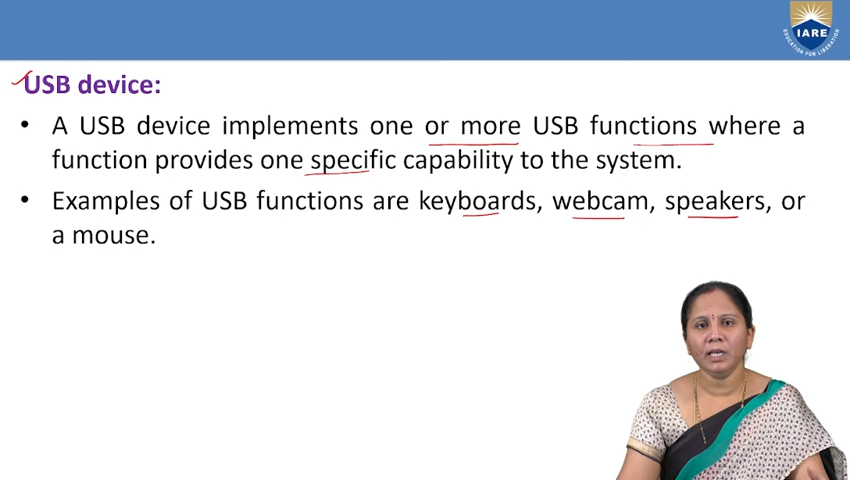 IARE
EDUCATION FOR LIBERATION
USB device:
• A USB device implements one or more USB functions where a
function provides one specific capability to the system.
• Examples of USB functions are keyboards, webcam, speakers, or
a mouse.